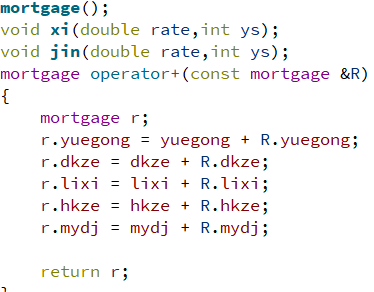 mortgage();
void xi(double rate,int ys);
void jin(double rate,int ys);
mortgage operator+(const mortgage &R)
{
mortgage r;
r.yuegong = yuegong + R.yuegong;
r.dkze = dkze + R.dkze;
r.lixi = lixi + R.lixi;
r.hkze = hkze + R.hkze;
r.mydj = mydj + R.mydj;
return r;
}